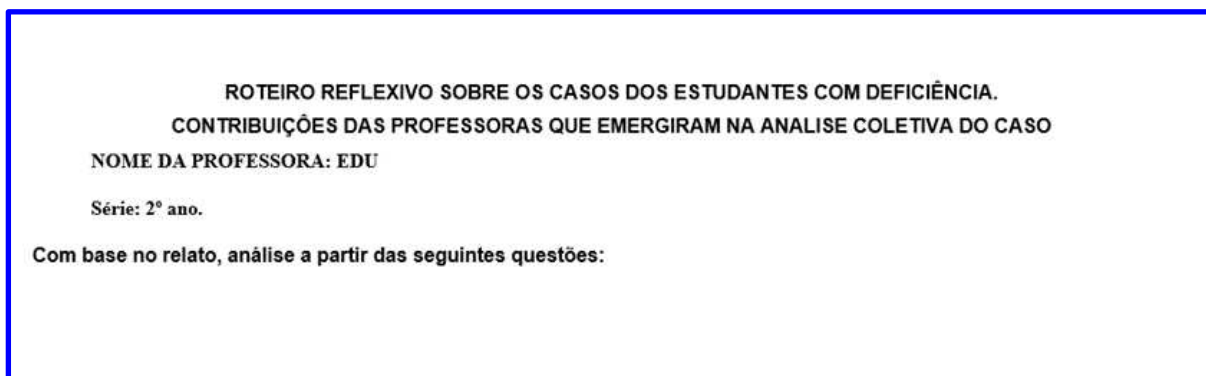 ROTEIRO REFLEXIVO SOBRE OS CASOS DOS ESTUDANTES COM DEFICIÊNCIA.
CONTRIBUIÇÔES DAS PROFESSORAS QUE EMERGIRAM NA ANALISE COLETIVA DO CASO
NOME DA PROFESSORA: EDU
Série: 2º ano.
Com base no relato, análise a partir das seguintes questões: